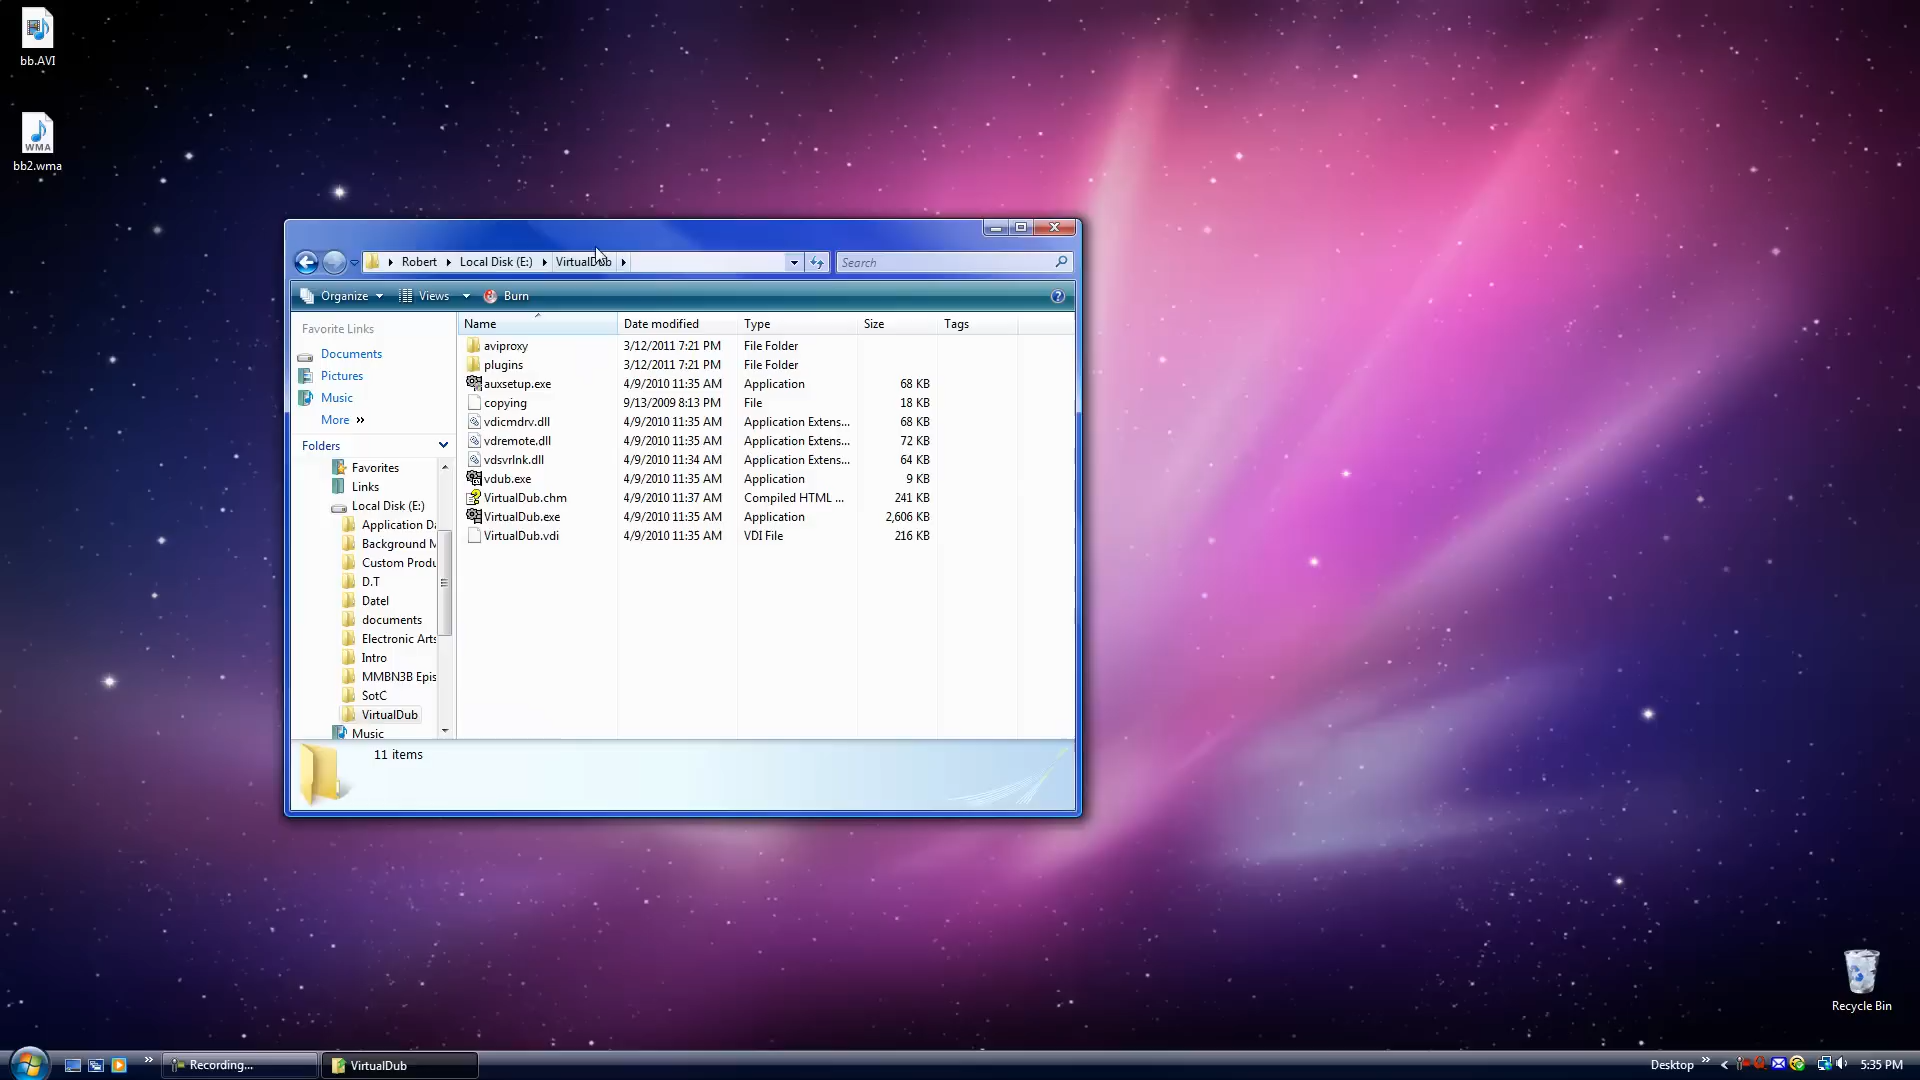 bb.AVI
WMA
bb2.wma
Robert Local Disk (E:) VirtualDub
Search
Organize Views Burn
Favorite Links
Documents
Pictures
Music
More »
Folders
Favorites
Links
Local Disk (E:)
Application Da
Background M
Custom Produ
D.T
Datel
documents
Electronic Arts
Intro
MMBN3B Epis
SotC
VirtualDub
Music
Name Date modified Type Size Tags
aviproxy 3/12/2011 7:21 PM File Folder
plugins 3/12/2011 7:21 PM File Folder
auxsetup.exe 4/9/2010 11:35 AM Application 68 KB
copying 9/13/2009 8:13 PM File 18 KB
vdicmdrv.dll 4/9/2010 11:35 AM Application Extens... 68 KB
vdremote.dll 4/9/2010 11:35 AM Application Extens... 72 KB
vdsvrlnk.dll 4/9/2010 11:34 AM Application Extens... 64 KB
vdub.exe 4/9/2010 11:35 AM Application 9 KB
VirtualDub.chm 4/9/2010 11:37 AM Compiled HTML ... 241 KB
VirtualDub.exe 4/9/2010 11:35 AM Application 2,606 KB
VirtualDub.vdi 4/9/2010 11:35 AM VDI File 216 KB
11 items
Recycle Bin
» Recording... VirtualDub Desktop » 5:35 PM